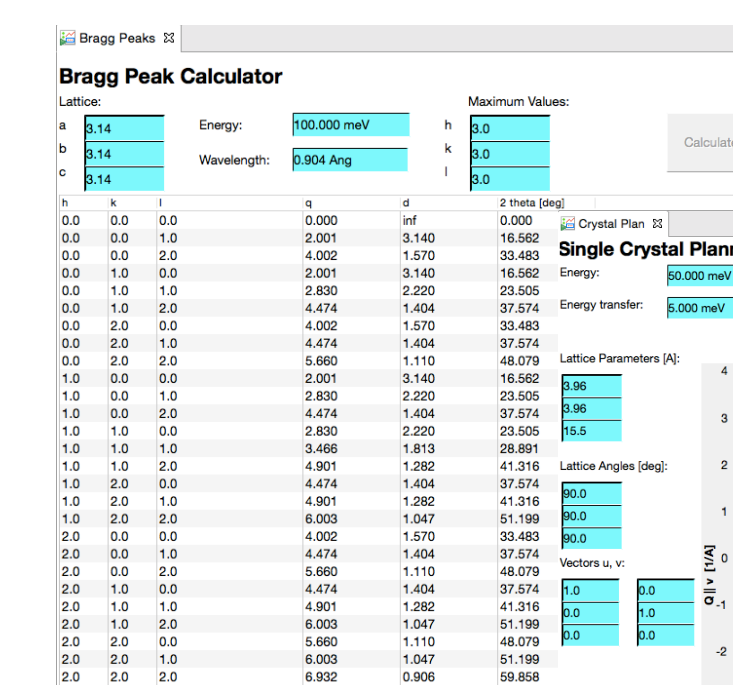 Bragg Peaks
Bragg Peak Calculator
Lattice:
Maximum Values:
a 3.14 Energy: 100.000 meV h 3.0
b 3.14 Wavelength: 0.904 Ang k 3.0
c 3.14 l 3.0
h k l q d 2 theta [deg]
0.0 0.0 0.0 0.000 inf 0.000
0.0 0.0 1.0 2.001 3.140 16.562
0.0 0.0 2.0 4.002 1.570 33.483
0.0 1.0 0.0 2.001 3.140 16.562
0.0 1.0 1.0 2.830 2.220 23.505
0.0 1.0 2.0 4.474 1.404 37.574
0.0 2.0 0.0 4.002 1.570 33.483
0.0 2.0 1.0 4.474 1.404 37.574
0.0 2.0 2.0 5.660 1.110 48.079
1.0 0.0 0.0 2.001 3.140 16.562
1.0 0.0 1.0 2.830 2.220 23.505
1.0 0.0 2.0 4.474 1.404 37.574
1.0 1.0 0.0 2.830 2.220 23.505
1.0 1.0 1.0 3.466 1.813 28.891
1.0 1.0 2.0 4.901 1.282 41.316
1.0 2.0 0.0 4.474 1.404 37.574
1.0 2.0 1.0 4.901 1.282 41.316
1.0 2.0 2.0 6.003 1.047 51.199
2.0 0.0 0.0 4.002 1.570 33.483
2.0 0.0 1.0 4.474 1.404 37.574
2.0 0.0 2.0 5.660 1.110 48.079
2.0 1.0 0.0 4.474 1.404 37.574
2.0 1.0 1.0 4.901 1.282 41.316
2.0 1.0 2.0 6.003 1.047 51.199
2.0 2.0 0.0 5.660 1.110 48.079
2.0 2.0 1.0 6.003 1.047 51.199
2.0 2.0 2.0 6.932 0.906 59.858
Crystal Plan
Single Crystal
Energy: 50.000 meV
Energy transfer: 5.000 meV
Lattice Parameters [A]:
3.96
3.96
15.5
Lattice Angles [deg]:
90.0
90.0
90.0
Vectors u, v:
1.0 0.0
0.0 1.0
0.0 0.0
4
3
2
1
0
-1
-2
Q || v [1/A]